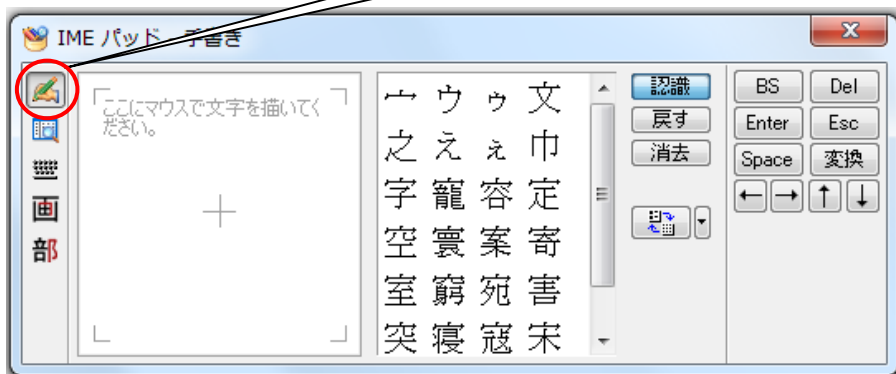 IME パッド - 手書き
画
部
ここにマウスで文字を描いてく
ださい。
亠 ウ ゥ 文
之 え ぇ 巾
字 寵 容 定
空 寰 案 寄
室 窮 宛 害
突 寝 寇 宋
認識
戻す
消去
BS Del
Enter Esc
Space 変換
← → ↑ ↓